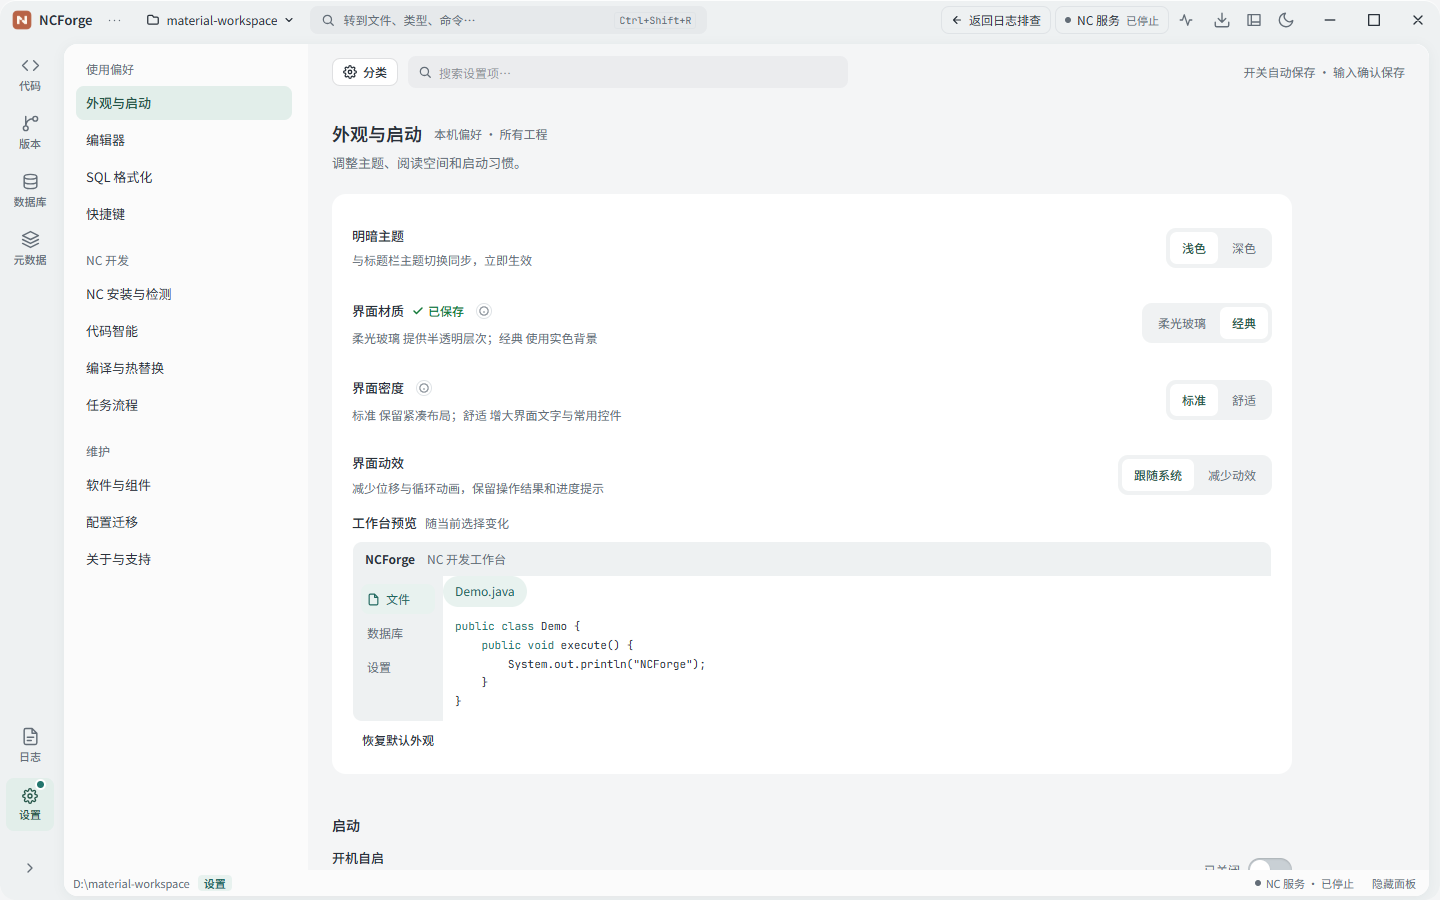 NCForge ··· material-workspace 转到文件、类型、命令··· Ctrl+Shift+R 返回日志排查 NC 服务 已停止
代码
版本
数据库
元数据
日志
设置
使用偏好
外观与启动
编辑器
SQL 格式化
快捷键
NC 开发
NC 安装与检测
代码智能
编译与热替换
任务流程
维护
软件与组件
配置迁移
关于与支持
分类 搜索设置项··· 开关自动保存 · 输入确认保存
外观与启动 本机偏好 · 所有工程
调整主题、阅读空间和启动习惯。
明暗主题
与标题栏主题切换同步，立即生效
浅色 深色
界面材质 已保存
柔光玻璃 提供半透明层次；经典 使用实色背景
柔光玻璃 经典
界面密度
标准 保留紧凑布局；舒适 增大界面文字与常用控件
标准 舒适
界面动效
减少位移与循环动画，保留操作结果和进度提示
跟随系统 减少动效
工作台预览 随当前选择变化
NCForge NC 开发工作台
文件
数据库
设置
Demo.java
public class Demo {
    public void execute() {
        System.out.println("NCForge");
    }
}
恢复默认外观
启动
开机自启
已关闭
D:\material-workspace 设置 NC 服务 · 已停止 隐藏面板